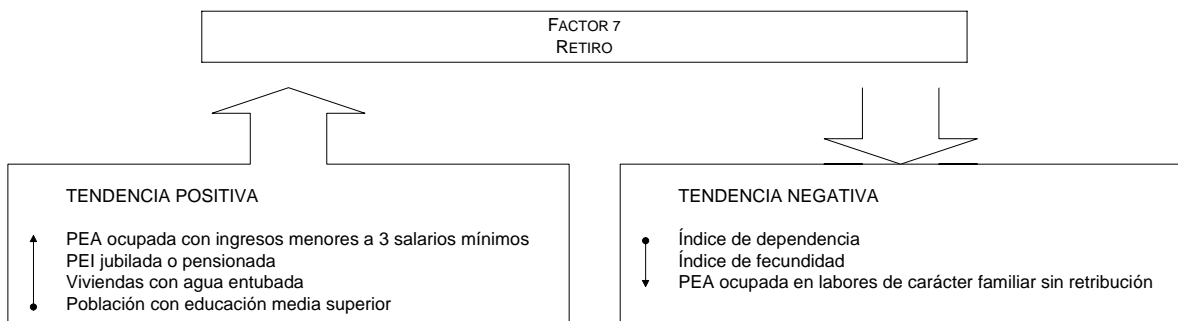 FACTOR 7
RETIRO
TENDENCIA POSITIVA
PEA ocupada con ingresos menores a 3 salarios mínimos
PEI jubilada o pensionada
Viviendas con agua entubada
Población con educación media superior
TENDENCIA NEGATIVA
Índice de dependencia
Índice de fecundidad
PEA ocupada en labores de carácter familiar sin retribución